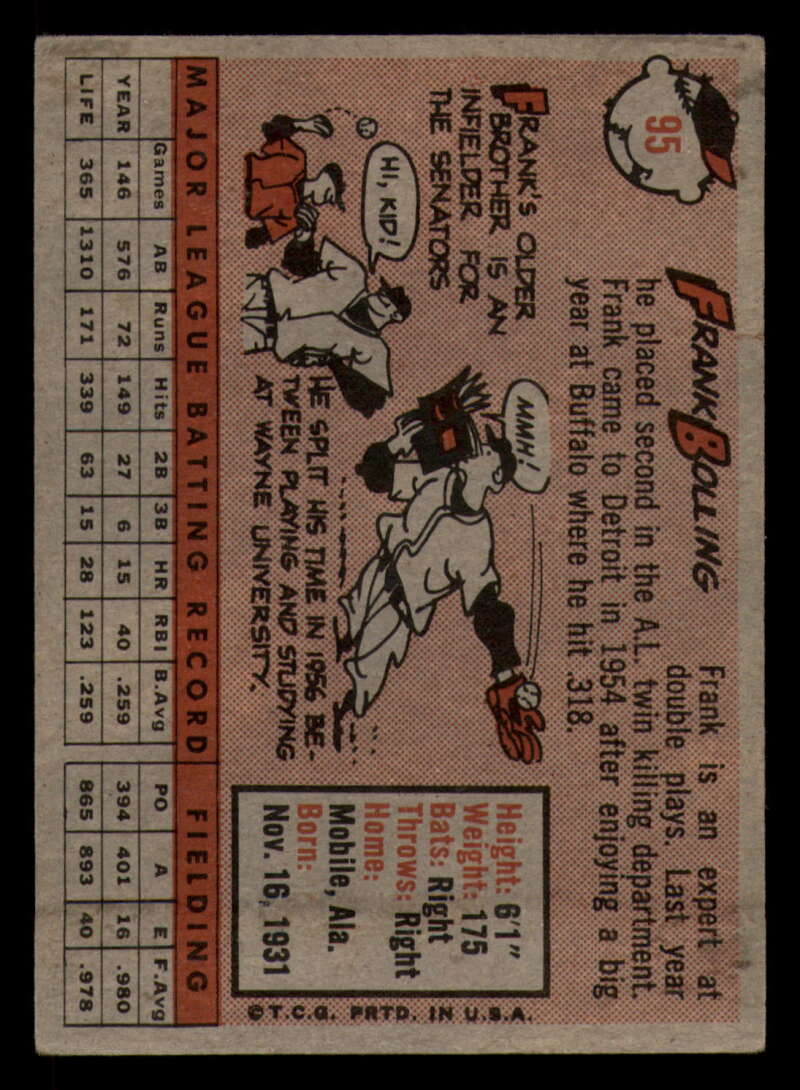 95
FRANK BOLLING
Frank is an expert at
double plays. Last year
he placed second in the A.L. twin killing department.
Frank came to Detroit in 1954 after enjoying a big
year at Buffalo where he hit .318.
FRANK'S OLDER
BROTHER IS AN
INFIELDER FOR
THE SENATORS
HI, KID!
MMH!
HE SPLIT HIS TIME IN 1956 BE-
TWEEN PLAYING AND STUDYING
AT WAYNE UNIVERSITY.
Height: 6'1"
Weight: 175
Bats: Right
Throws: Right
Home:
Mobile, Ala.
Born:
Nov. 16, 1931
©T.C.G. PRTD. IN U.S.A.
MAJOR LEAGUE BATTING RECORD FIELDING
Games AB Runs Hits 2B 3B HR RBI B.Avg PO A E F.Avg
YEAR 146 576 72 149 27 6 15 40 .259 394 401 16 .980
LIFE 365 1310 171 339 63 15 28 123 .259 865 893 40 .978